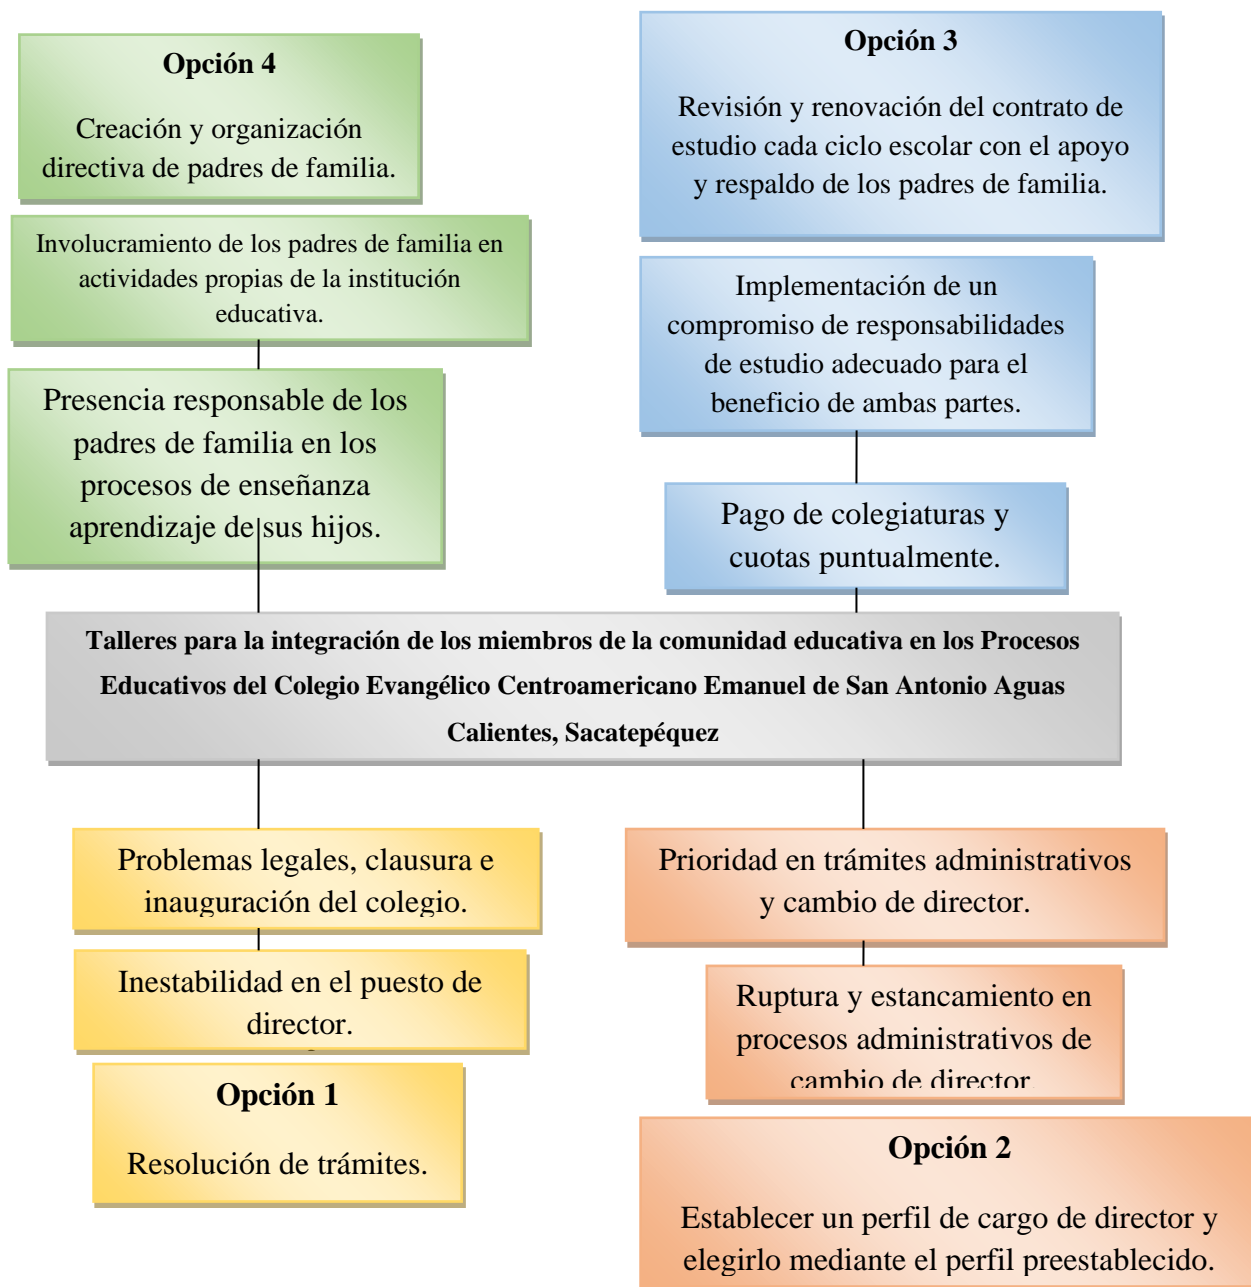 Opción 4
Creación y organización
directiva de padres de familia.
Involucramiento de los padres de familia en
actividades propias de la institución
educativa.
Presencia responsable de los
padres de familia en los
procesos de enseñanza
aprendizaje de sus hijos.
Opción 3
Revisión y renovación del contrato de
estudio cada ciclo escolar con el apoyo
y respaldo de los padres de familia.
Implementación de un
compromiso de responsabilidades
de estudio adecuado para el
beneficio de ambas partes.
Pago de colegiaturas y
cuotas puntualmente.
Talleres para la integración de los miembros de la comunidad educativa en los Procesos
Educativos del Colegio Evangélico Centroamericano Emanuel de San Antonio Aguas
Calientes, Sacatepéquez
Problemas legales, clausura e
inauguración del colegio.
Inestabilidad en el puesto de
director.
Opción 1
Resolución de trámites.
Prioridad en trámites administrativos
y cambio de director.
Ruptura y estancamiento en
procesos administrativos de
cambio de director
Opción 2
Establecer un perfil de cargo de director y
elegirlo mediante el perfil preestablecido.